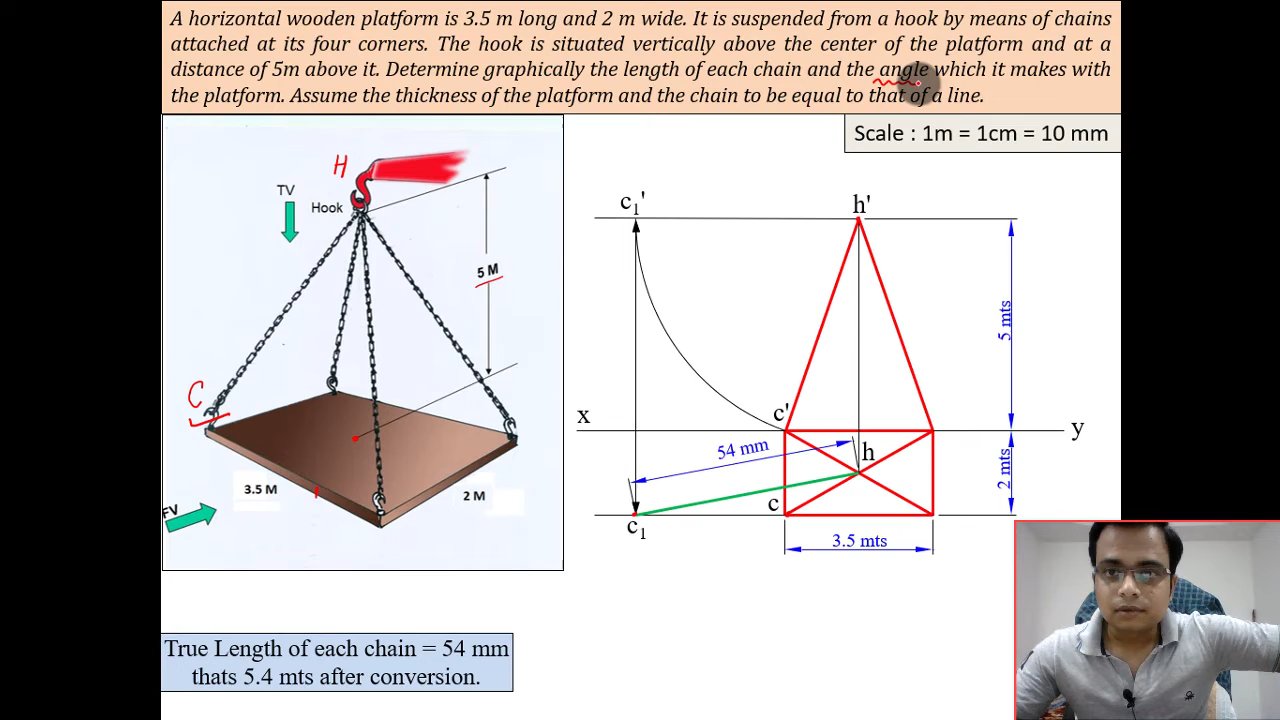 A horizontal wooden platform is 3.5 m long and 2 m wide. It is suspended from a hook by means of chains
attached at its four corners. The hook is situated vertically above the center of the platform and at a
distance of 5m above it. Determine graphically the length of each chain and the angle which it makes with
the platform. Assume the thickness of the platform and the chain to be equal to that of a line.
Scale : 1m = 1cm = 10 mm
H
TV
Hook
5 M
C
3.5 M
2 M
FV
c₁'
h'
5 mts
c'
x
y
54 mm
h
2 mts
c
c₁
3.5 mts
True Length of each chain = 54 mm
thats 5.4 mts after conversion.